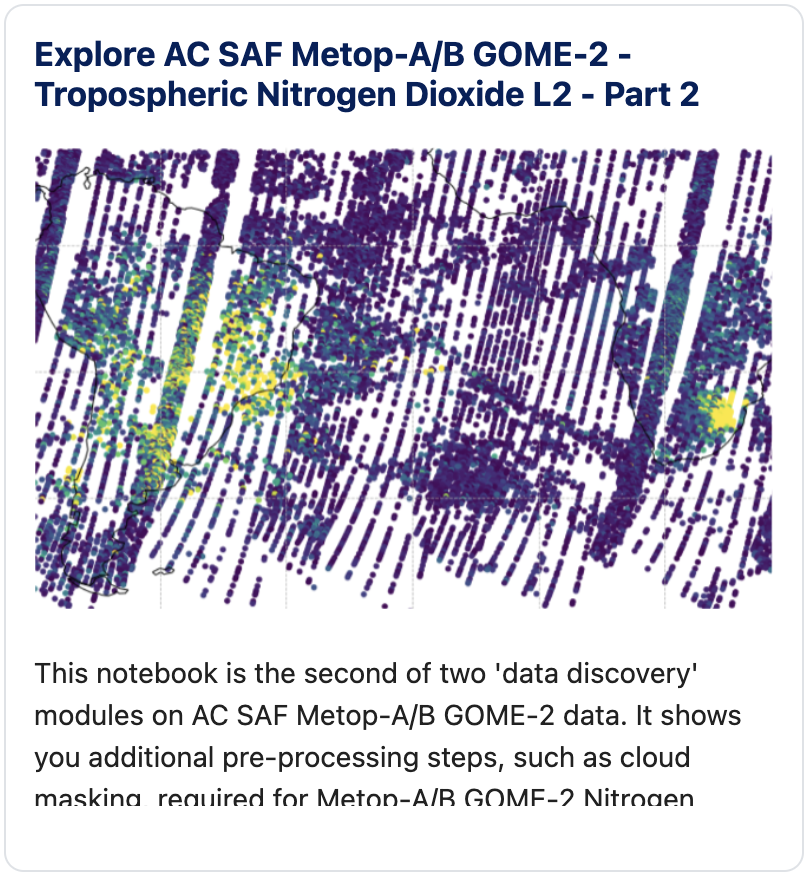 Explore AC SAF Metop-A/B GOME-2 -
Tropospheric Nitrogen Dioxide L2 - Part 2
This notebook is the second of two 'data discovery'
modules on AC SAF Metop-A/B GOME-2 data. It shows
you additional pre-processing steps, such as cloud
masking, required for Metop-A/B GOME-2 Nitrogen